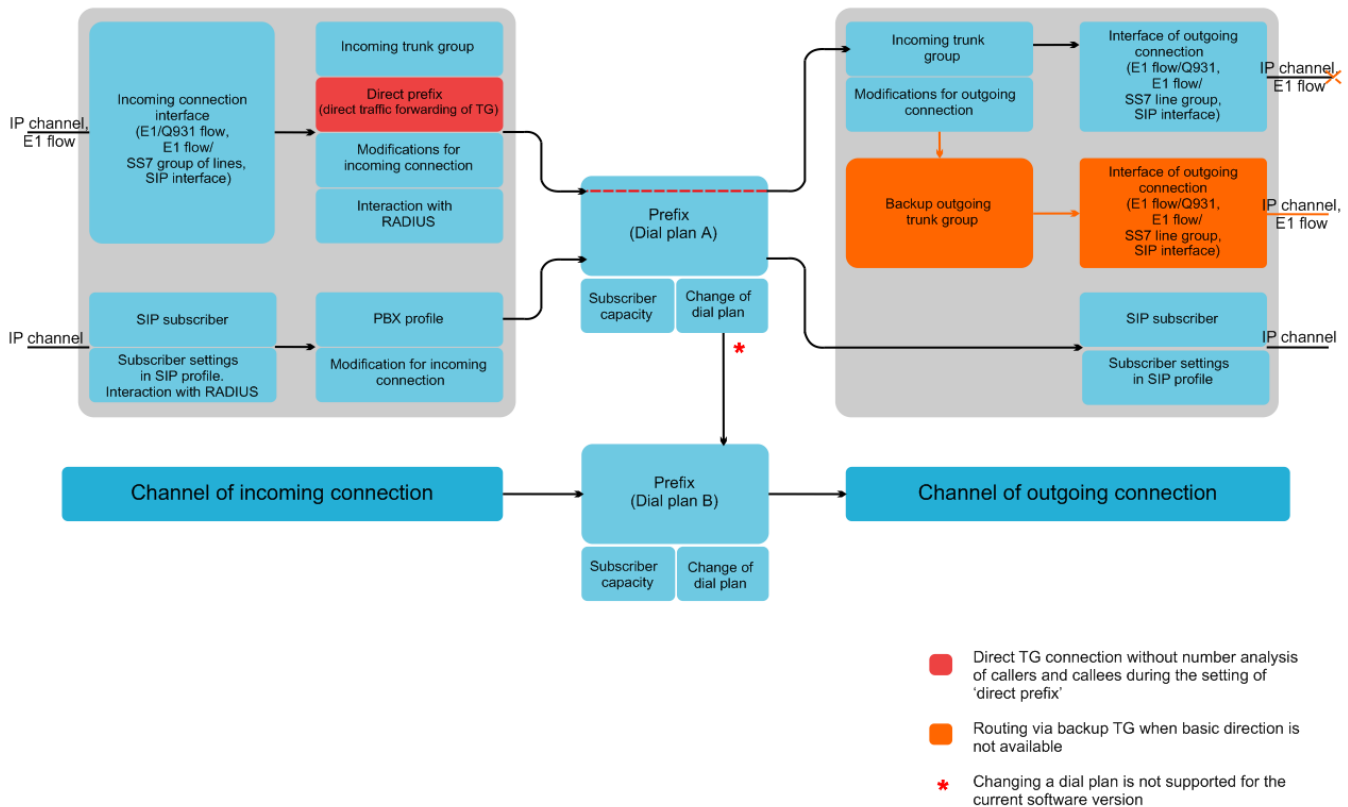 IP channel,
E1 flow
Incoming connection
interface
(E1/Q931 flow,
E1 flow/
SS7 group of lines,
SIP interface)
Incoming trunk group
Direct prefix
(direct traffic forwarding of TG)
Modifications for
incoming connection
Interaction with
RADIUS
IP channel
SIP subscriber
Subscriber settings
in SIP profile.
Interaction with RADIUS
PBX profile
Modification for incoming
connection
Prefix
(Dial plan A)
Subscriber
capacity
Change of
dial plan
*
Incoming trunk
group
Modifications for outgoing
connection
Interface of outgoing
connection
(E1 flow/Q931,
E1 flow/
SS7 line group,
SIP interface)
IP channel,
E1 flow
Backup outgoing
trunk group
Interface of outgoing
connection
(E1 flow/Q931,
E1 flow/
SS7 line group,
SIP interface)
IP channel,
E1 flow
SIP subscriber
Subscriber settings
in SIP profile
IP channel
Channel of incoming connection
Prefix
(Dial plan B)
Subscriber
capacity
Change of
dial plan
Channel of outgoing connection
Direct TG connection without number analysis
of callers and callees during the setting of
‘direct prefix’
Routing via backup TG when basic direction is
not available
* Changing a dial plan is not supported for the
current software version